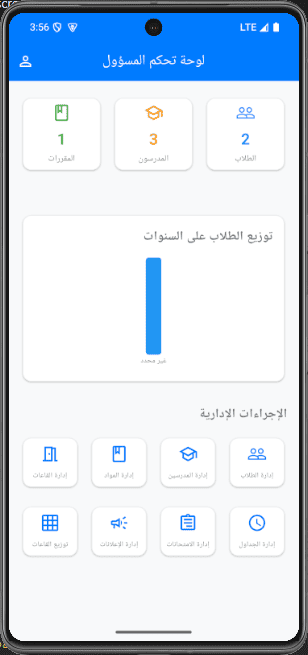 scre
3:56 LTE
لوحة تحكم المسؤول
2 3 1
الطلاب المدرسون المقررات
توزيع الطلاب على السنوات
غير محدد
الإجراءات الإدارية
إدارة الطلاب إدارة المدرسين إدارة المواد إدارة القاعات
إدارة الجداول إدارة الامتحانات إدارة الإعلانات توزيع القاعات